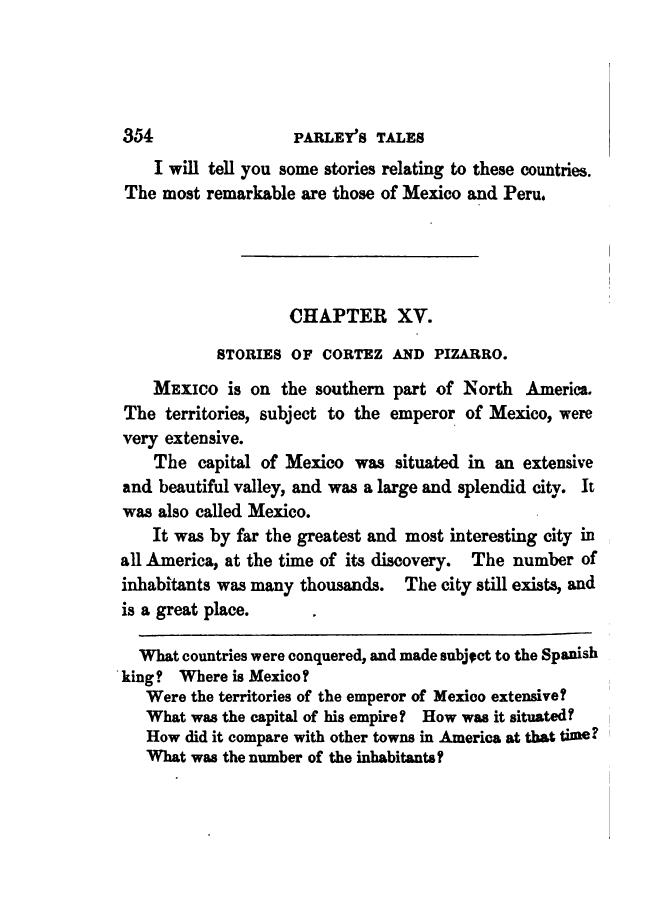 354 PARLEY'S TALES
I will tell you some stories relating to these countries.
The most remarkable are those of Mexico and Peru.
CHAPTER XV.
STORIES OF CORTEZ AND PIZARRO.
MEXICO is on the southern part of North America.
The territories, subject to the emperor of Mexico, were
very extensive.
The capital of Mexico was situated in an extensive
and beautiful valley, and was a large and splendid city. It
was also called Mexico.
It was by far the greatest and most interesting city in
all America, at the time of its discovery. The number of
inhabitants was many thousands. The city still exists, and
is a great place.
What countries were conquered, and made subject to the Spanish
king? Where is Mexico?
Were the territories of the emperor of Mexico extensive?
What was the capital of his empire? How was it situated?
How did it compare with other towns in America at that time?
What was the number of the inhabitants?